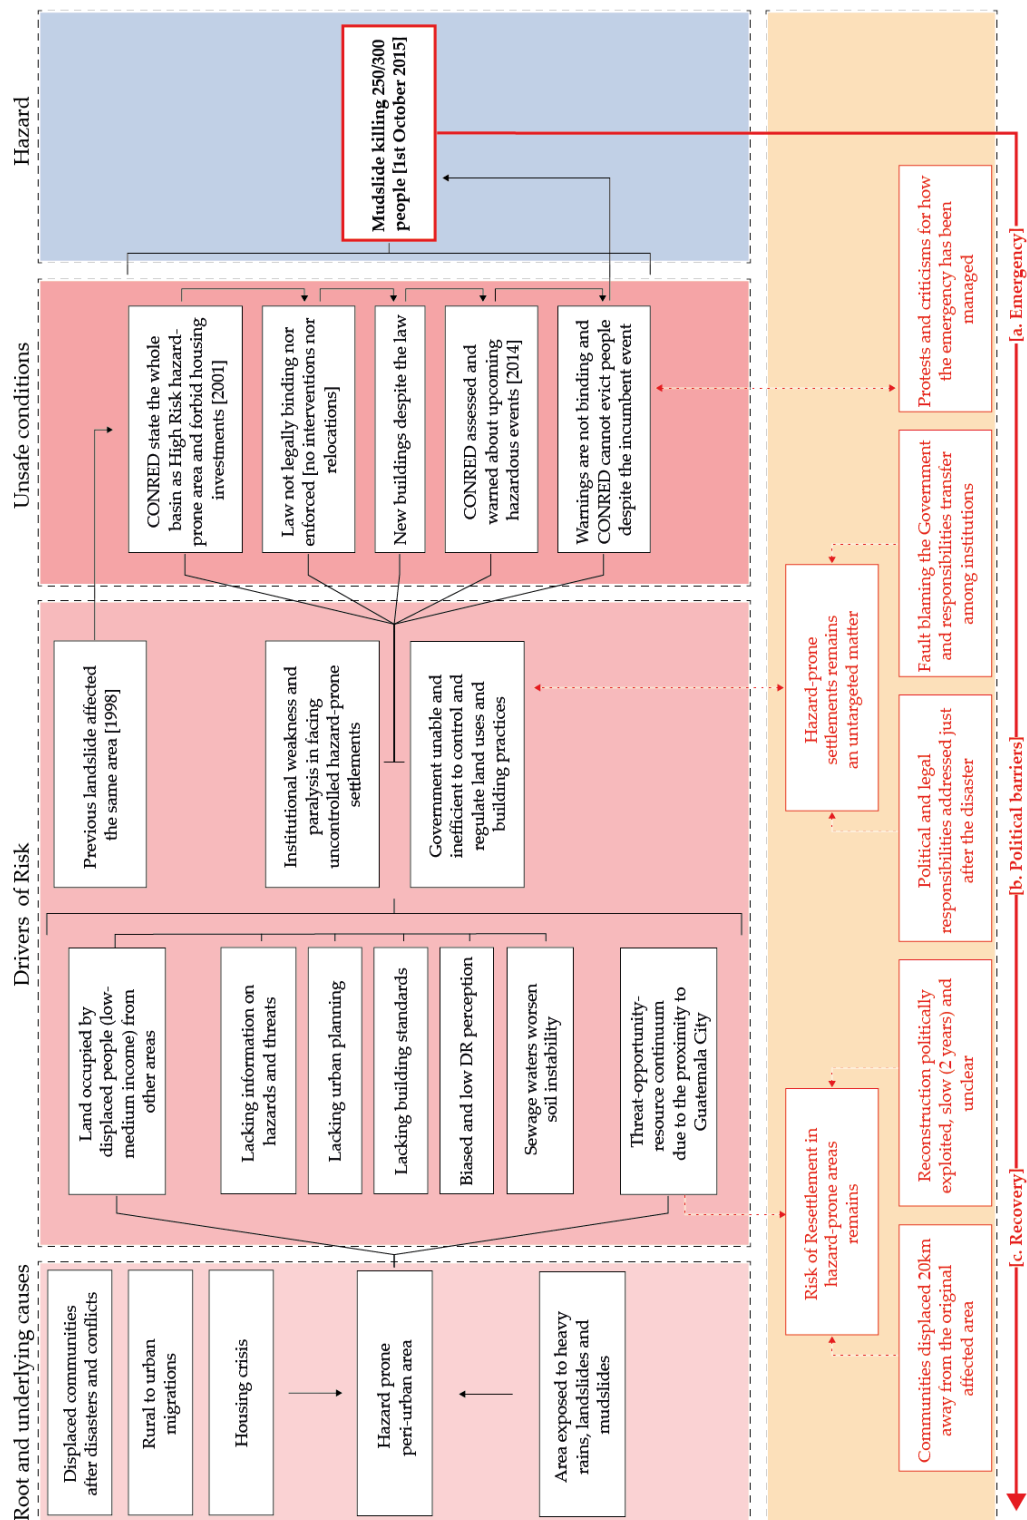 Root and underlying causes
Displaced communities
after disasters and conflicts
Rural to urban
migrations
Housing crisis
Hazard prone
peri-urban area
Area exposed to heavy
rains, landslides and
mudslides
Drivers of Risk
Land occupied by
displaced people (low-
medium income) from
other areas
Lacking information on
hazards and threats
Lacking urban planning
Lacking building standards
Biased and low DR perception
Sewage waters worsen
soil instability
Threat-opportunity-
resource continuum
due to the proximity to
Guatemala City
Previous landslide affected
the same area [1998]
Institutional weakness and
paralysis in facing
uncontrolled hazard-prone
settlements
Government unable and
inefficient to control and
regulate land uses and
building practices
Unsafe conditions
CONRED state the whole
basin as High Risk hazard-
prone area and forbid housing
investments [2001]
Law not legally binding nor
enforced [no interventions nor
relocations]
New buildings despite the law
CONRED assessed and
warned about upcoming
hazardous events [2014]
Warnings are not binding and
CONRED cannot evict people
despite the incumbent event
Hazard
Mudslide killing 250/300
people [1st October 2015]
Risk of Resettlement in
hazard-prone areas
remains
Hazard-prone
settlements remains
an untargeted matter
Communities displaced 20km
away from the original
affected area
Reconstruction politically
exploited, slow (2 years) and
unclear
Political and legal
responsibilities addressed just
after the disaster
Fault blaming the Government
and responsibilities transfer
among institutions
Protests and criticisms for how
the emergency has been
managed
[c. Recovery]
[b. Political barriers]
[a. Emergency]